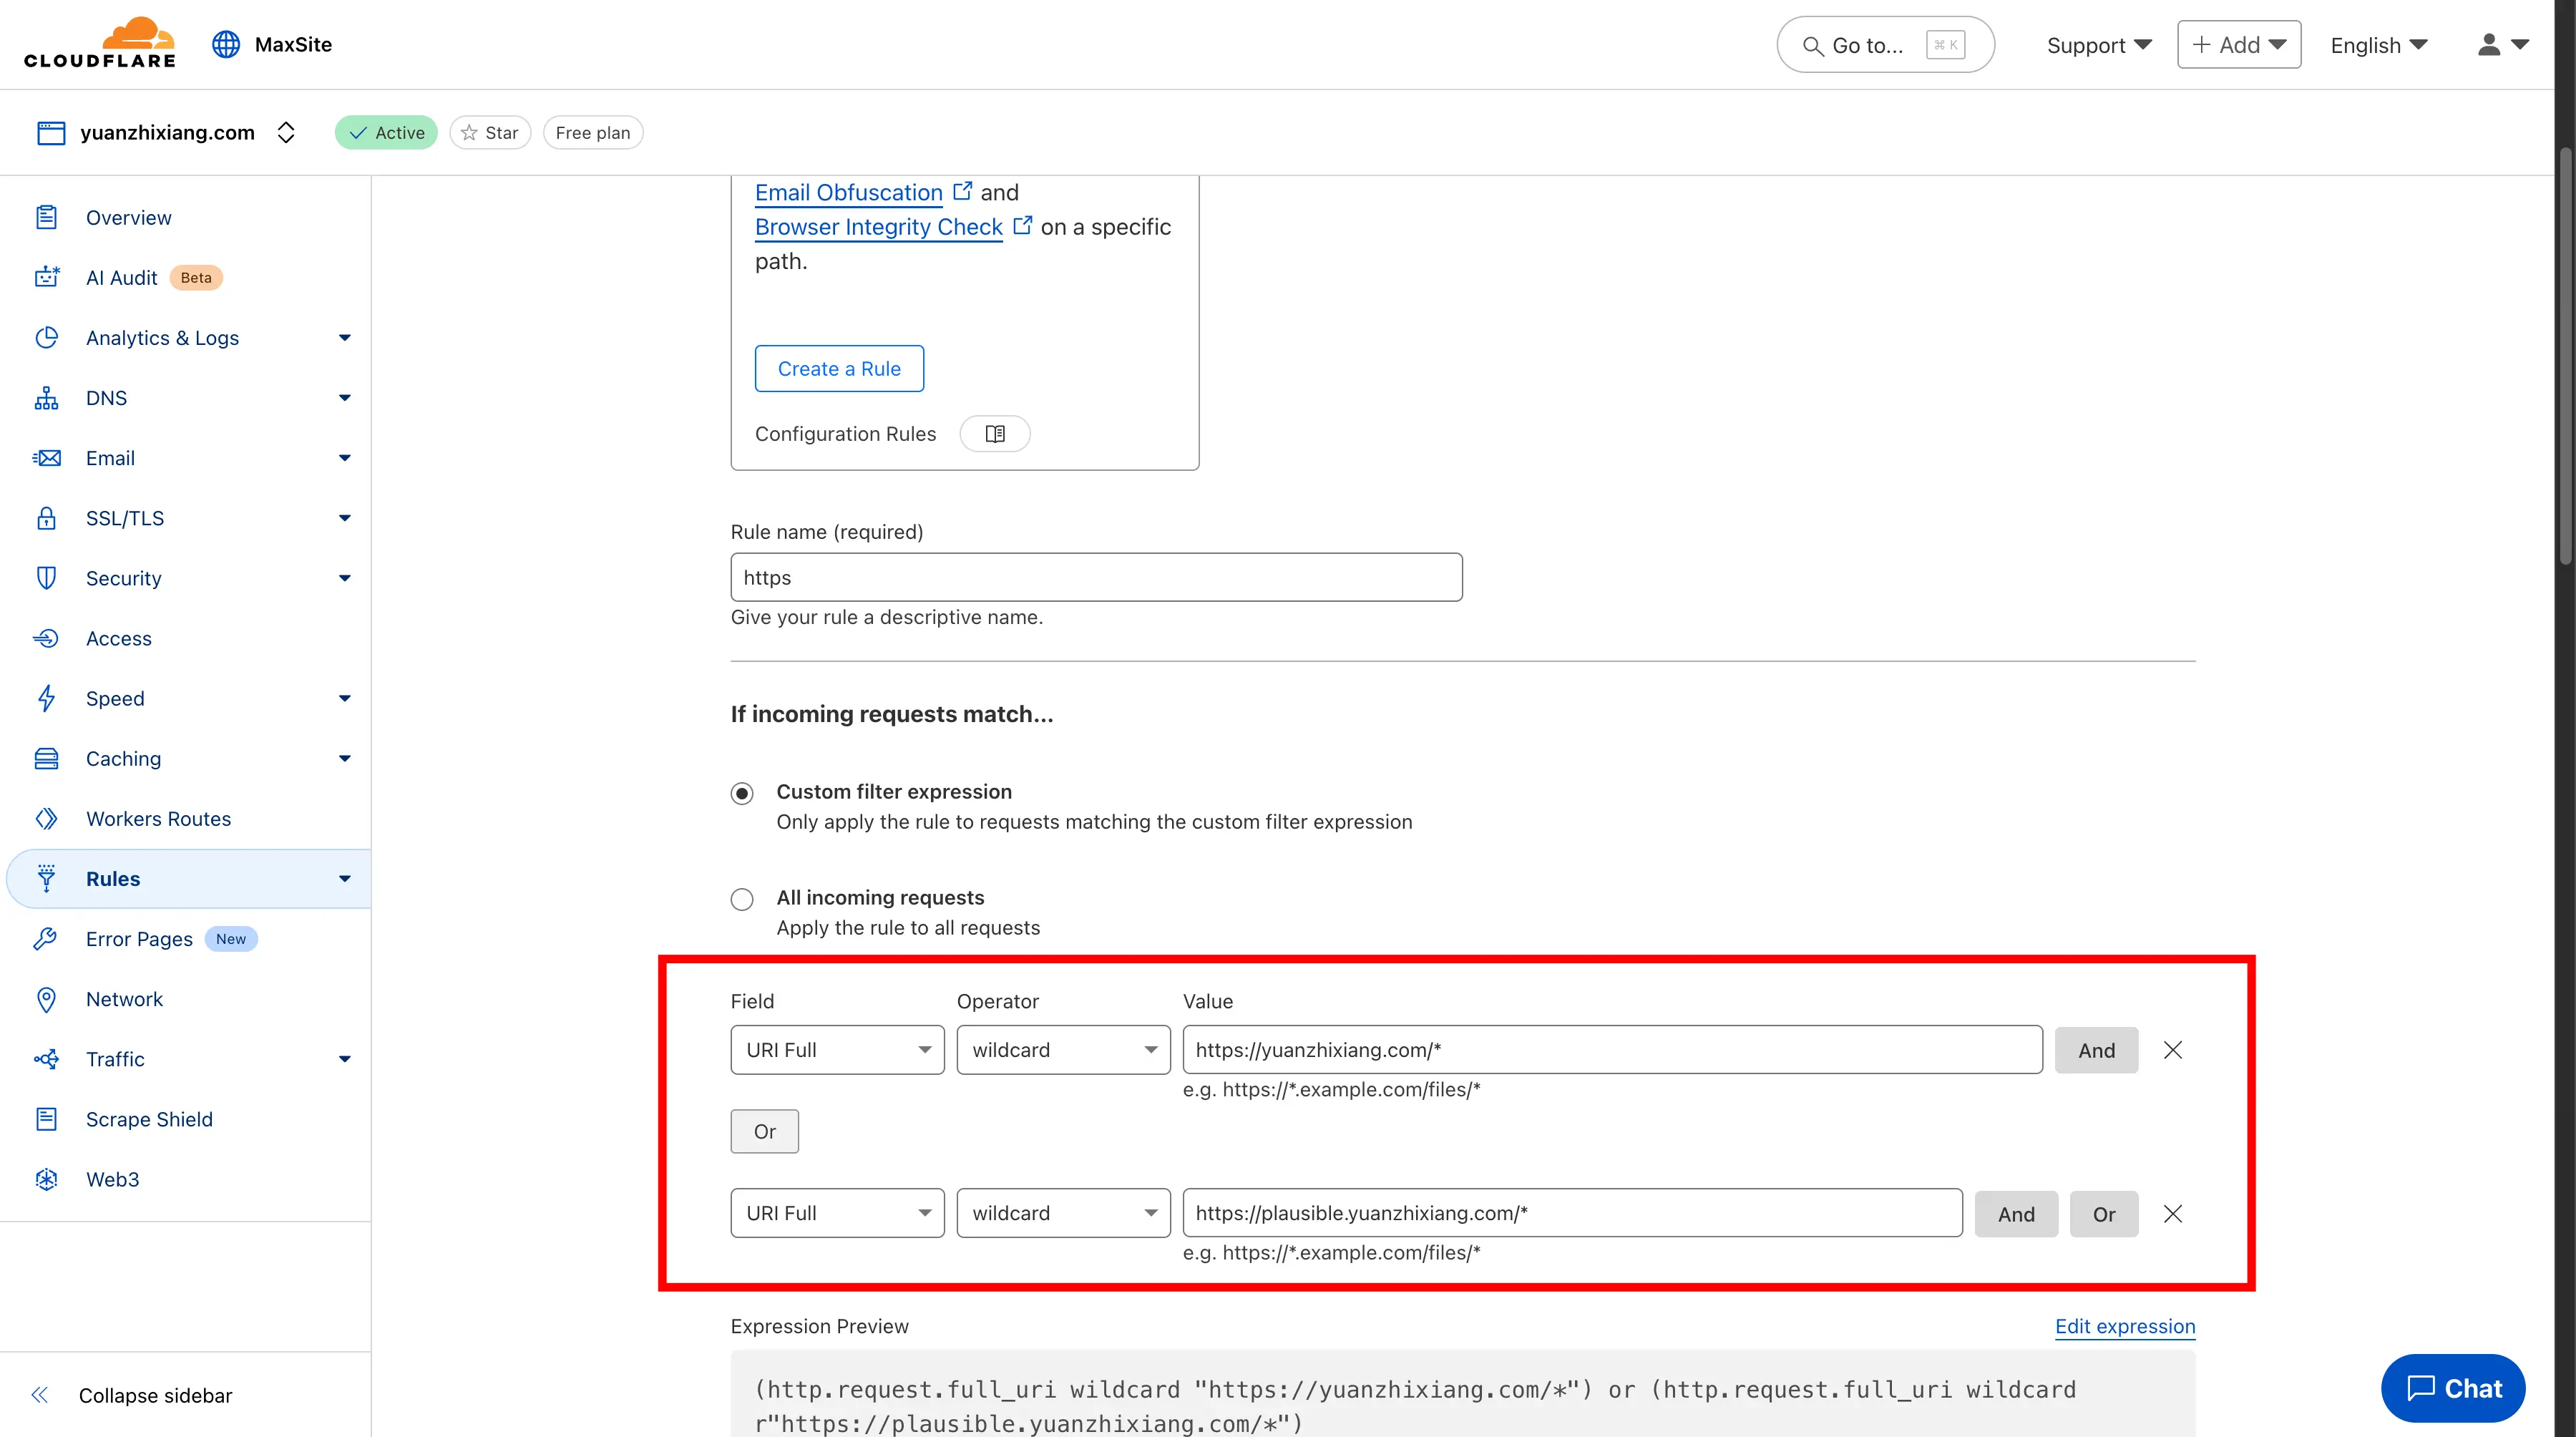 CLOUDFLARE
MaxSite
Go to...
⌘ K
Support
+ Add
English
yuanzhixiang.com
Active
Star
Free plan
Overview
AI Audit Beta
Analytics & Logs
DNS
Email
SSL/TLS
Security
Access
Speed
Caching
Workers Routes
Rules
Error Pages New
Network
Traffic
Scrape Shield
Web3
Collapse sidebar
Email Obfuscation and
Browser Integrity Check on a specific
path.
Create a Rule
Configuration Rules
Rule name (required)
https
Give your rule a descriptive name.
If incoming requests match...
Custom filter expression
Only apply the rule to requests matching the custom filter expression
All incoming requests
Apply the rule to all requests
Field Operator Value
URI Full wildcard https://yuanzhixiang.com/* And
e.g. https://*.example.com/files/*
Or
URI Full wildcard https://plausible.yuanzhixiang.com/* And Or
e.g. https://*.example.com/files/*
Expression Preview
Edit expression
(http.request.full_uri wildcard "https://yuanzhixiang.com/*") or (http.request.full_uri wildcard
r"https://plausible.yuanzhixiang.com/*")
Chat